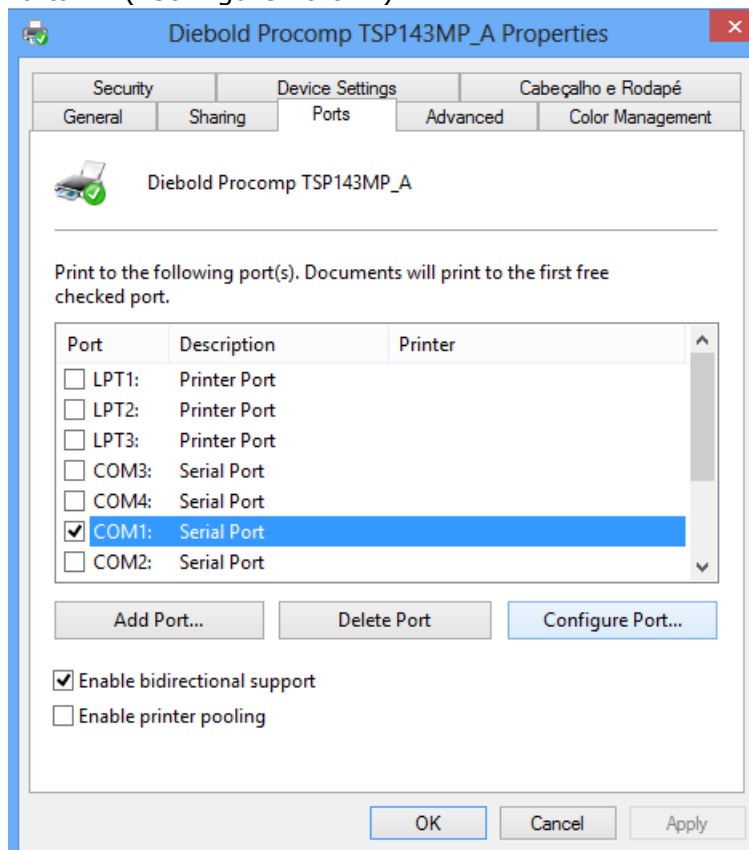 Diebold Procomp TSP143MP_A Properties
Security Device Settings Cabeçalho e Rodapé
General Sharing Ports Advanced Color Management
Diebold Procomp TSP143MP_A
Print to the following port(s). Documents will print to the first free
checked port.
Port Description Printer
LPT1: Printer Port
LPT2: Printer Port
LPT3: Printer Port
COM3: Serial Port
COM4: Serial Port
COM1: Serial Port
COM2: Serial Port
Add Port... Delete Port Configure Port...
Enable bidirectional support
Enable printer pooling
OK Cancel Apply